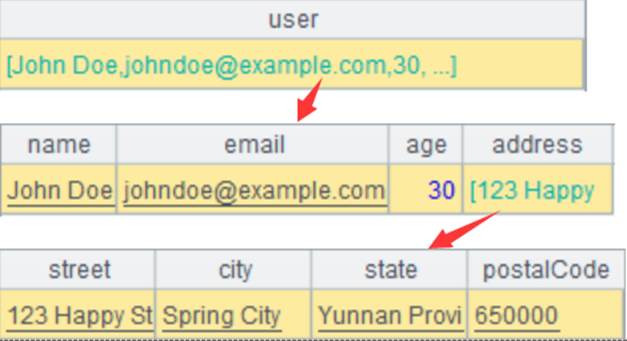 user
[John Doe,johndoe@example.com,30, ...]
name email age address
John Doe johndoe@example.com 30 [123 Happy
street city state postalCode
123 Happy St Spring City Yunnan Provi 650000